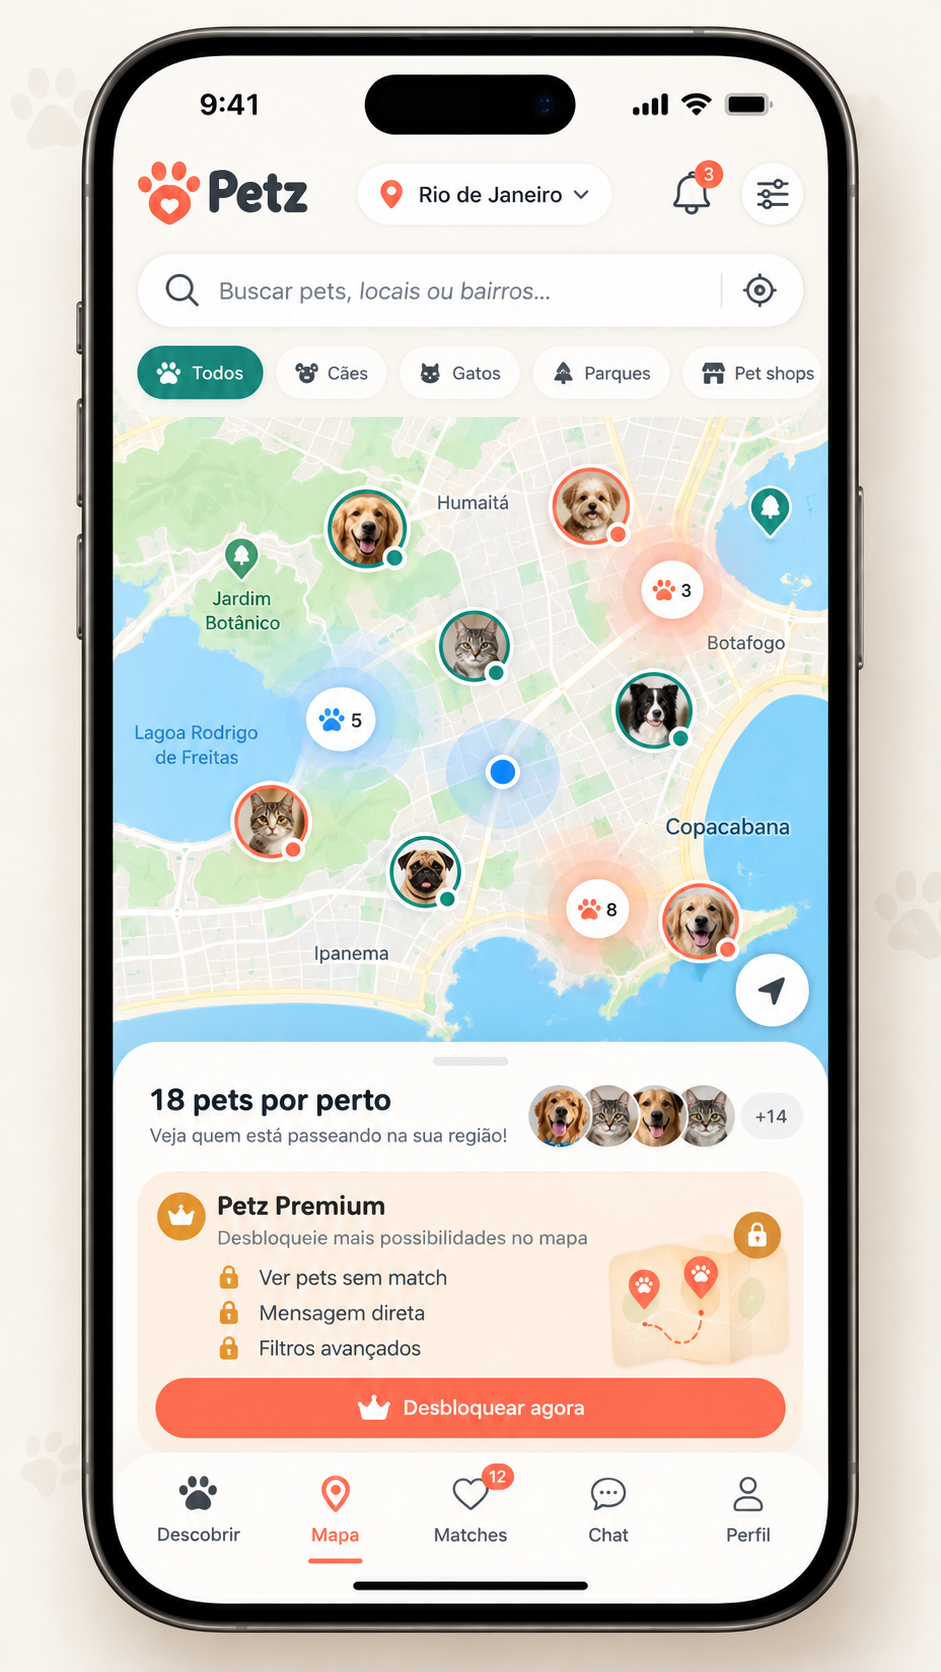 9:41
Petz
Rio de Janeiro
3
Buscar pets, locais ou bairros...
Todos
Cães
Gatos
Parques
Pet shops
Humaitá
3
Jardim
Botânico
Botafogo
5
Lagoa Rodrigo
de Freitas
Copacabana
8
Ipanema
18 pets por perto
Veja quem está passeando na sua região!
+14
Petz Premium
Desbloqueie mais possibilidades no mapa
Ver pets sem match
Mensagem direta
Filtros avançados
Desbloquear agora
12
Descobrir
Mapa
Matches
Chat
Perfil